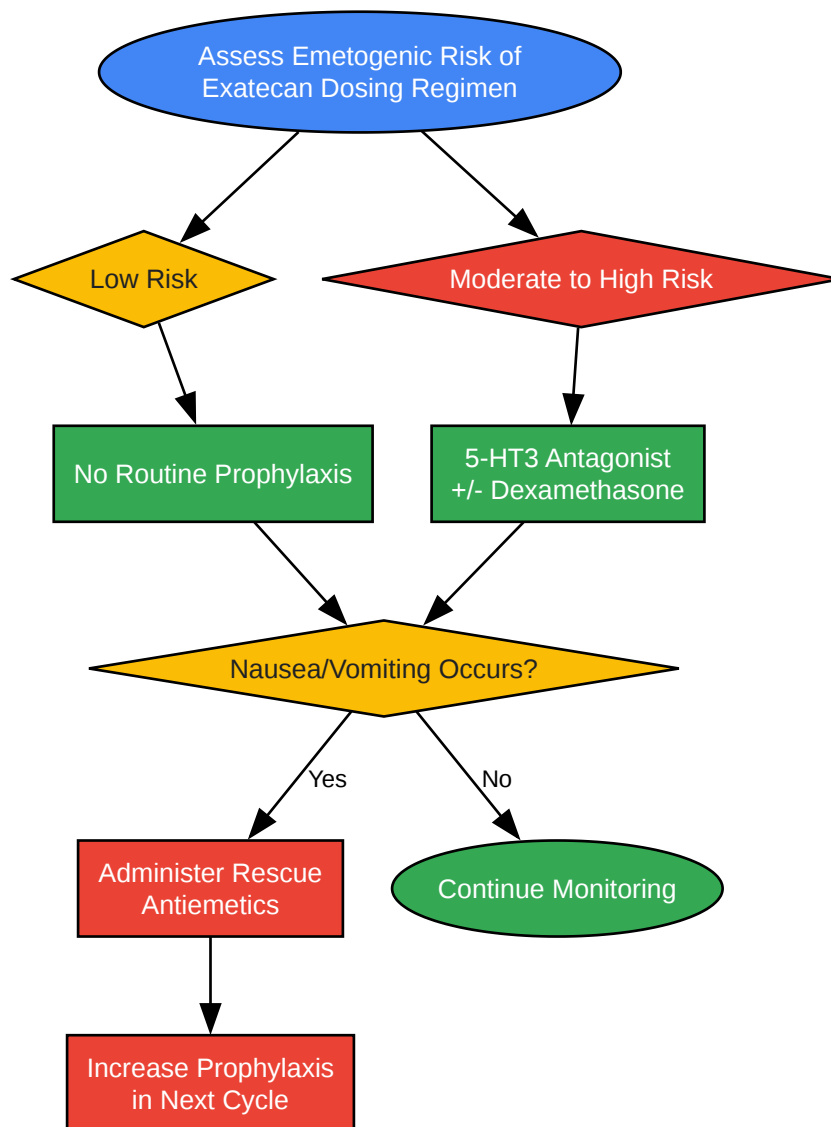 Assess Emetogenic Risk of
Exatecan Dosing Regimen
Low Risk
Moderate to High Risk
No Routine Prophylaxis
5-HT3 Antagonist
+/- Dexamethasone
Nausea/Vomiting Occurs?
Yes
No
Administer Rescue
Antiemetics
Continue Monitoring
Increase Prophylaxis
in Next Cycle